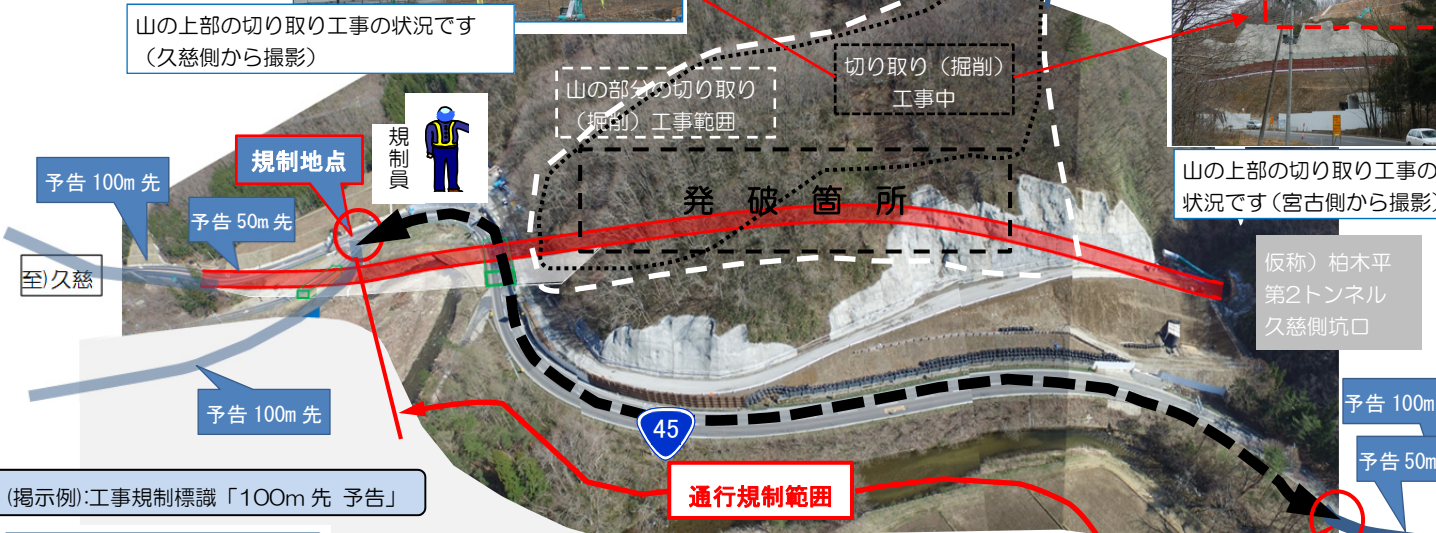 山の上部の切り取り工事の状況です
（久慈側から撮影）
山の部分の切り取り
（掘削）工事範囲
切り取り（掘削）
工事中
山の上部の切り取り工事の
状況です（宮古側から撮影）
規制員
規制地点
予告 100m 先
予告 50m 先
発破箇所
至)久慈
仮称）柏木平
第2トンネル
久慈側坑口
予告 100m 先
45
予告 100m
予告 50m
通行規制範囲
(掲示例):工事規制標識「100m 先 予告」